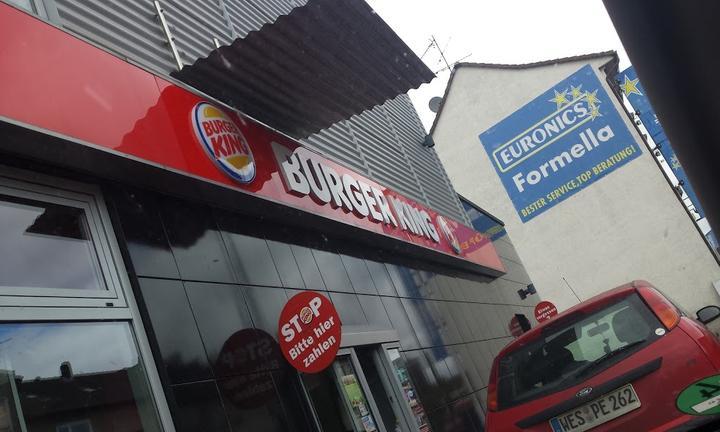 BURGER
KING
BURGER KING
STOP
Bitte hier
zahlen
EURONICS
Formella
BESTER SERVICE, TOP BERATUNG!
WES PE 262